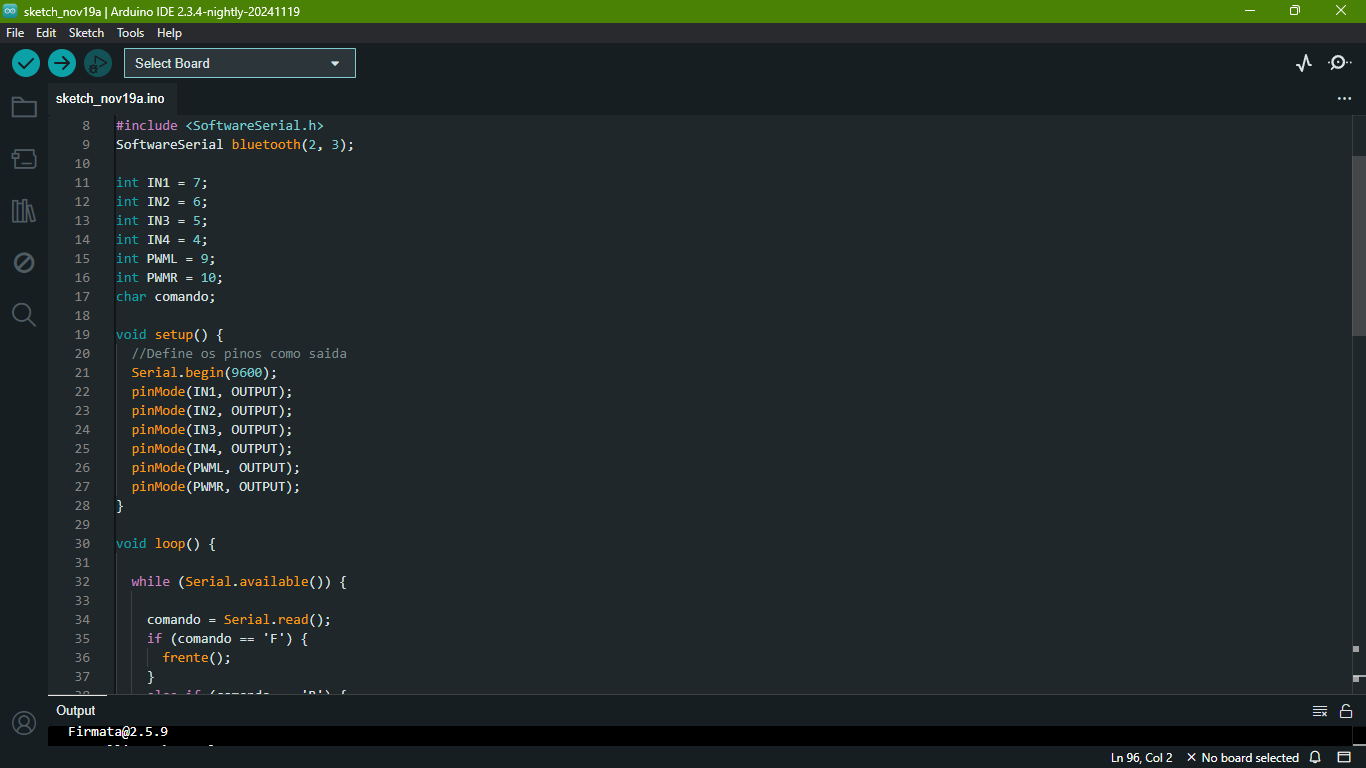 sketch_nov19a | Arduino IDE 2.3.4-nightly-20241119
File Edit Sketch Tools Help
Select Board
sketch_nov19a.ino
8 #include <SoftwareSerial.h>
9 SoftwareSerial bluetooth(2, 3);
10
11 int IN1 = 7;
12 int IN2 = 6;
13 int IN3 = 5;
14 int IN4 = 4;
15 int PWML = 9;
16 int PWMR = 10;
17 char comando;
18
19 void setup() {
20 //Define os pinos como saida
21 Serial.begin(9600);
22 pinMode(IN1, OUTPUT);
23 pinMode(IN2, OUTPUT);
24 pinMode(IN3, OUTPUT);
25 pinMode(IN4, OUTPUT);
26 pinMode(PWML, OUTPUT);
27 pinMode(PWMR, OUTPUT);
28 }
29
30 void loop() {
31
32 while (Serial.available()) {
33
34 comando = Serial.read();
35 if (comando == 'F') {
36 frente();
37 }
Output
Firmata@2.5.9
Ln 96, Col 2 No board selected